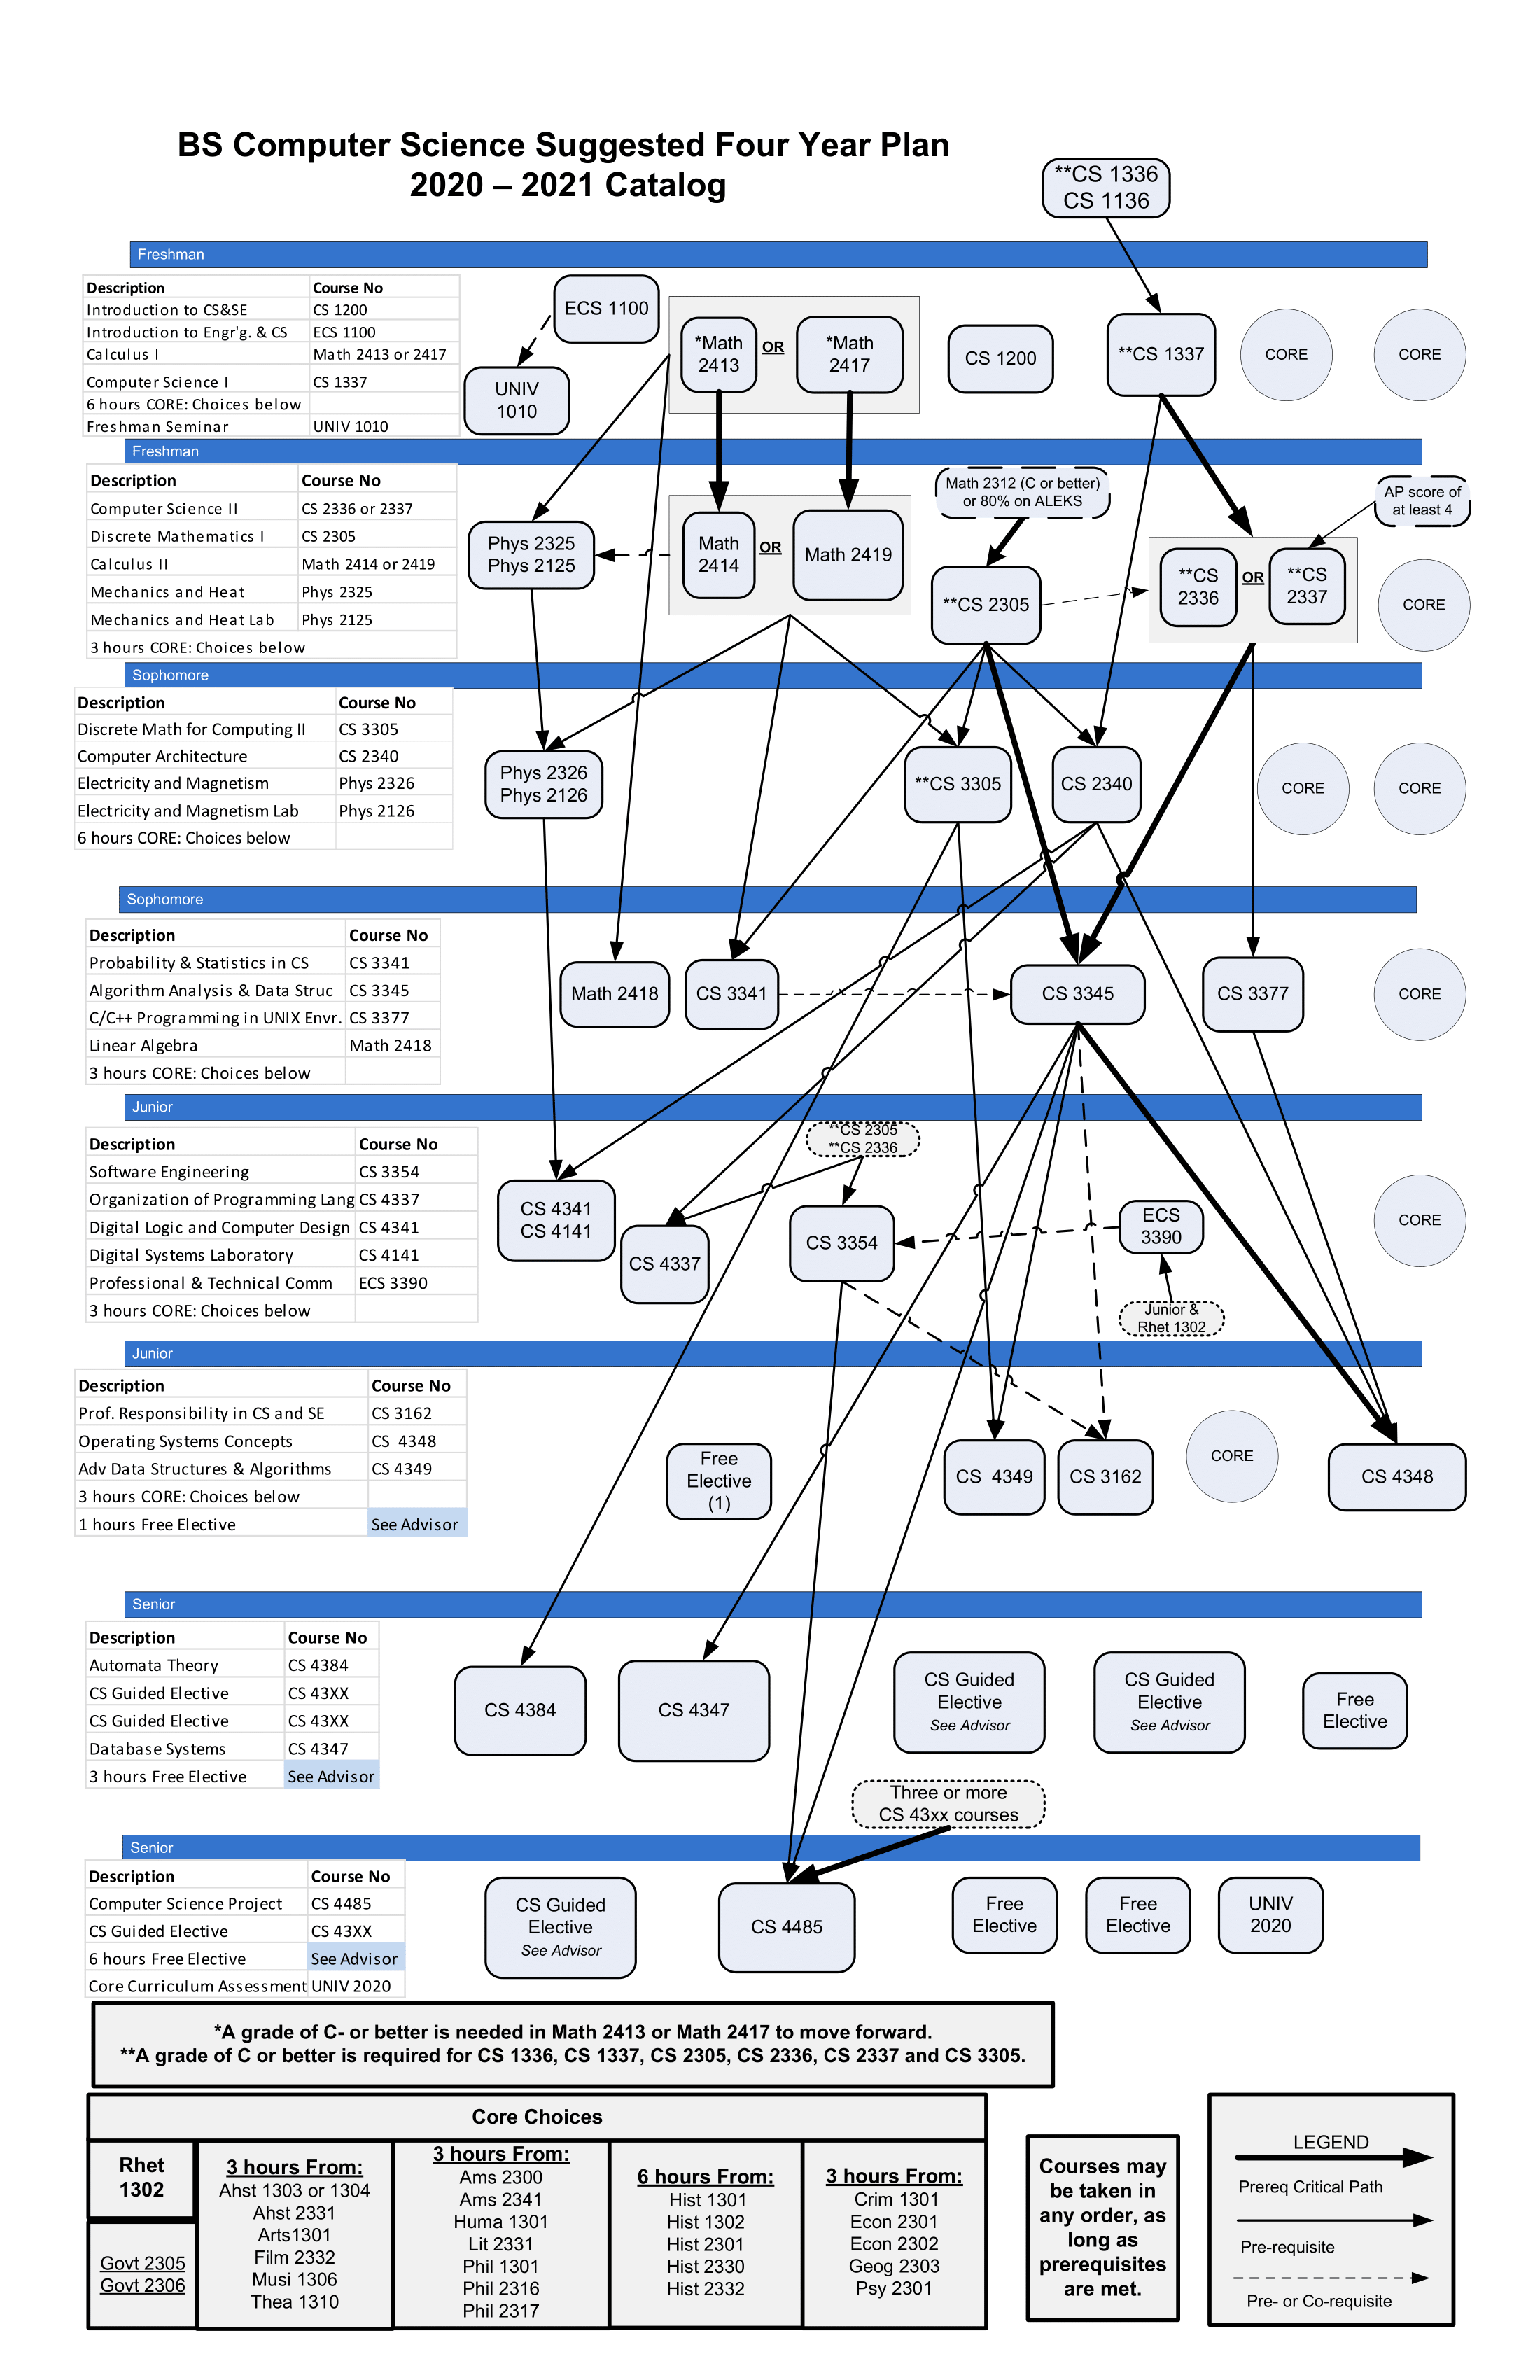 BS Computer Science Suggested Four Year Plan
2020 – 2021 Catalog
**CS 1336
CS 1136
Freshman
Description Course No
Introduction to CS&SE CS 1200
Introduction to Engr'g. & CS ECS 1100
Calculus I Math 2413 or 2417
Computer Science I CS 1337
6 hours CORE: Choices below
Freshman Seminar UNIV 1010
ECS 1100
UNIV
1010
*Math
2413
OR
*Math
2417
CS 1200
**CS 1337
CORE
CORE
Freshman
Description Course No
Computer Science II CS 2336 or 2337
Discrete Mathematics I CS 2305
Calculus II Math 2414 or 2419
Mechanics and Heat Phys 2325
Mechanics and Heat Lab Phys 2125
3 hours CORE: Choices below
Phys 2325
Phys 2125
Math
2414
OR
Math 2419
Math 2312 (C or better)
or 80% on ALEKS
**CS 2305
AP score of
at least 4
**CS
2336
OR
**CS
2337
CORE
Sophomore
Description Course No
Discrete Math for Computing II CS 3305
Computer Architecture CS 2340
Electricity and Magnetism Phys 2326
Electricity and Magnetism Lab Phys 2126
6 hours CORE: Choices below
Phys 2326
Phys 2126
**CS 3305
CS 2340
CORE
CORE
Sophomore
Description Course No
Probability & Statistics in CS CS 3341
Algorithm Analysis & Data Struc CS 3345
C/C++ Programming in UNIX Envr. CS 3377
Linear Algebra Math 2418
3 hours CORE: Choices below
Math 2418
CS 3341
CS 3345
CS 3377
CORE
Junior
Description Course No
Software Engineering CS 3354
Organization of Programming Lang CS 4337
Digital Logic and Computer Design CS 4341
Digital Systems Laboratory CS 4141
Professional & Technical Comm ECS 3390
3 hours CORE: Choices below
**CS 2305
**CS 2336
CS 4341
CS 4141
CS 4337
CS 3354
ECS
3390
Junior &
Rhet 1302
CORE
Junior
Description Course No
Prof. Responsibility in CS and SE CS 3162
Operating Systems Concepts CS 4348
Adv Data Structures & Algorithms CS 4349
3 hours CORE: Choices below
1 hours Free Elective See Advisor
Free
Elective
(1)
CS 4349
CS 3162
CORE
CS 4348
Senior
Description Course No
Automata Theory CS 4384
CS Guided Elective CS 43XX
CS Guided Elective CS 43XX
Database Systems CS 4347
3 hours Free Elective See Advisor
CS 4384
CS 4347
CS Guided
Elective
See Advisor
CS Guided
Elective
See Advisor
Free
Elective
Three or more
CS 43xx courses
Senior
Description Course No
Computer Science Project CS 4485
CS Guided Elective CS 43XX
6 hours Free Elective See Advisor
Core Curriculum Assessment UNIV 2020
CS Guided
Elective
See Advisor
CS 4485
Free
Elective
Free
Elective
UNIV
2020
*A grade of C- or better is needed in Math 2413 or Math 2417 to move forward.
**A grade of C or better is required for CS 1336, CS 1337, CS 2305, CS 2336, CS 2337 and CS 3305.
Core Choices
Rhet
1302
Govt 2305
Govt 2306
3 hours From:
Ahst 1303 or 1304
Ahst 2331
Arts1301
Film 2332
Musi 1306
Thea 1310
3 hours From:
Ams 2300
Ams 2341
Huma 1301
Lit 2331
Phil 1301
Phil 2316
Phil 2317
6 hours From:
Hist 1301
Hist 1302
Hist 2301
Hist 2330
Hist 2332
3 hours From:
Crim 1301
Econ 2301
Econ 2302
Geog 2303
Psy 2301
Courses may
be taken in
any order, as
long as
prerequisites
are met.
LEGEND
Prereq Critical Path
Pre-requisite
Pre- or Co-requisite